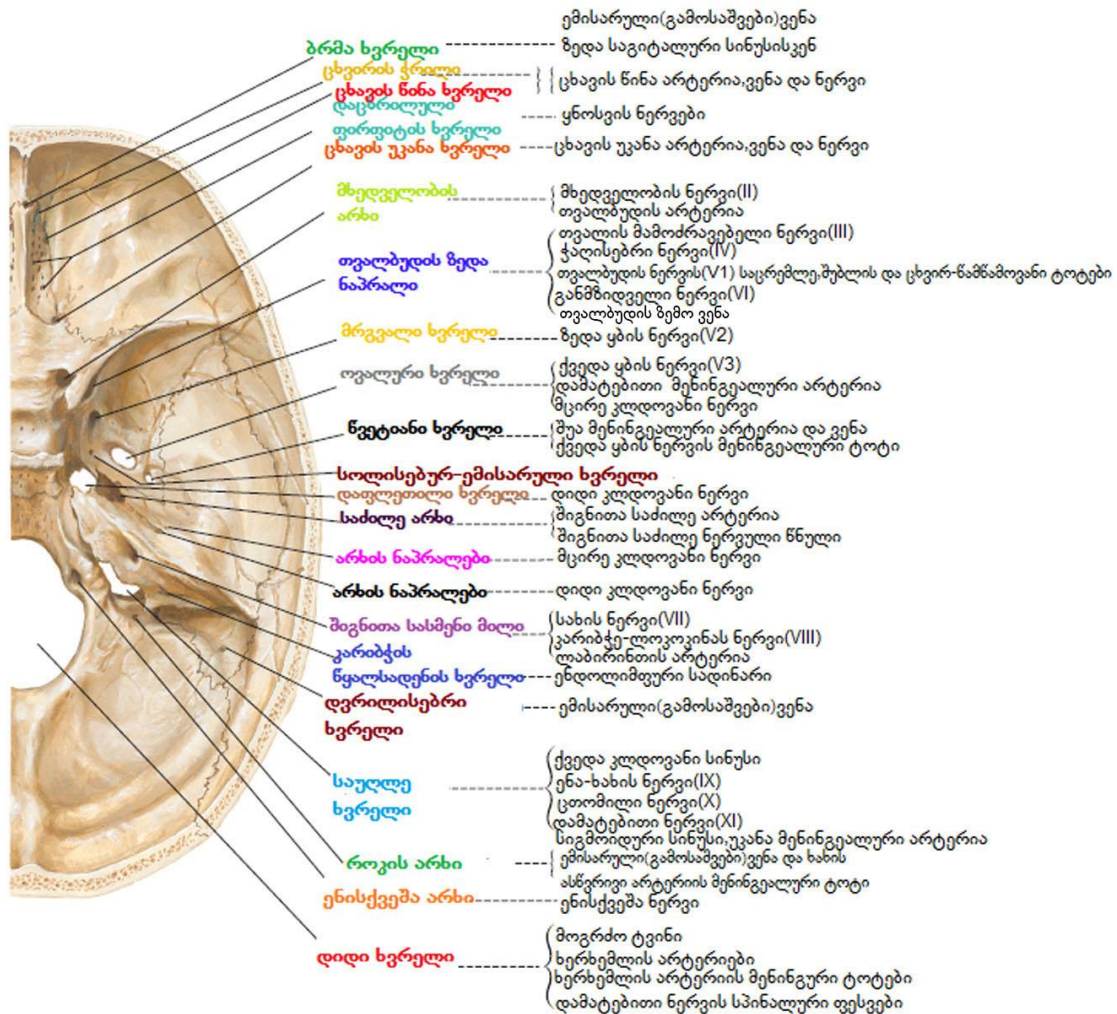 ემისარული(გამოსაშვები)ვენა
ბრმა ხვრელი ზედა საგიტალური სინუსისკენ
ცხვირის ჭრილი
ცხავის წინა ხვრელი ცხავის წინა არტერია,ვენა და ნერვი
დაცხრილული
ფირფიტის ხვრელი ყნოსვის ნერვები
ცხავის უკანა ხვრელი ცხავის უკანა არტერია,ვენა და ნერვი
მხედველობის არხი
მხედველობის ნერვი(II)
თვალბუდის არტერია
თვალბუდის ზედა ნაპრალი
თვალის მამოძრავებელი ნერვი(III)
ჭაღისებრი ნერვი(IV)
თვალბუდის ნერვის(V1) საცრემლე,შუბლის და ცხვირ-წამწამოვანი ტოტები
განმზიდველი ნერვი(VI)
თვალბუდის ზემო ვენა
მრგვალი ხვრელი ზედა ყბის ნერვი(V2)
ოვალური ხვრელი
ქვედა ყბის ნერვი(V3)
დამატებითი მენინგეალური არტერია
მცირე კლდოვანი ნერვი
წვეტიანი ხვრელი
შუა მენინგეალური არტერია და ვენა
ქვედა ყბის ნერვის მენინგეალური ტოტი
სოლისებურ-ემისარული ხვრელი
დაფლეთილი ხვრელი დიდი კლდოვანი ნერვი
საძილე არხი
შიგნითა საძილე არტერია
შიგნითა საძილე ნერვული წნული
არხის ნაპრალები მცირე კლდოვანი ნერვი
არხის ნაპრალები დიდი კლდოვანი ნერვი
შიგნითა სასმენი მილი
სახის ნერვი(VII)
კარიბჭე-ლოკოკინას ნერვი(VIII)
ლაბირინთის არტერია
კარიბჭის
წყალსადენის ხვრელი ენდოლიმფური სადინარი
დვრილისებრი ემისარული(გამოსაშვები)ვენა
ხვრელი
საუღლე
ხვრელი
ქვედა კლდოვანი სინუსი
ენა-ხახის ნერვი(IX)
ცთომილი ნერვი(X)
დამატებითი ნერვი(XI)
სიგმოიდური სინუსი,უკანა მენინგეალური არტერია
როკის არხი
ემისარული(გამოსაშვები)ვენა და ხახის
ასწვრივი არტერიის მენინგეალური ტოტი
ენისქვეშა არხი ენისქვეშა ნერვი
დიდი ხვრელი
მოგრძო ტვინი
ხერხემლის არტერიები
ხერხემლის არტერიის მენინგური ტოტები
დამატებითი ნერვის სპინალური ფესვები